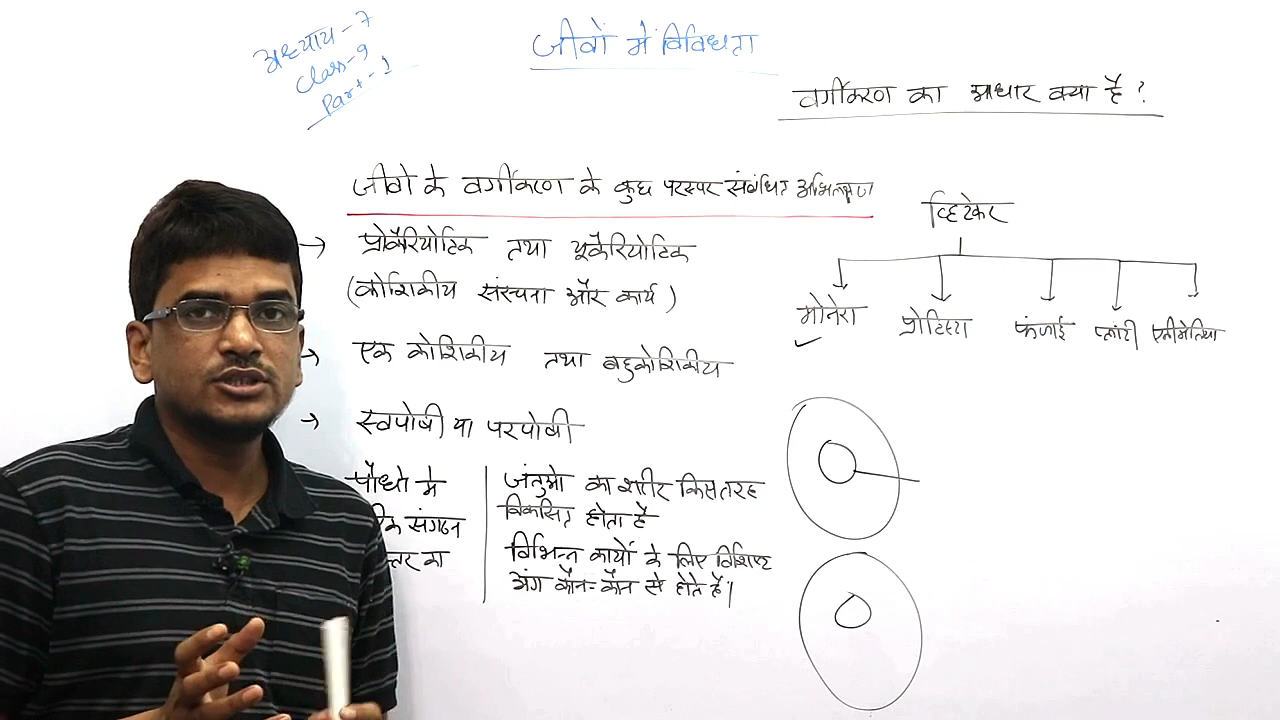 अध्याय-7
Class-9
Part-1
जीवों में विविधता
वर्गीकरण का आधार क्या है?
जीवो के वर्गीकरण के कुछ परस्पर संबंधित अभिलक्षण
→ प्रोकैरियोटिक तथा यूकैरियोटिक
(कोशिकीय संरचना और कार्य)
→ एक कोशिकीय तथा बहुकोशिकीय
→ स्वपोषी या परपोषी
पौधो मे
संगठन
स्तर का
जंतुओ का शरीर किस तरह
विकसित होता है
विभिन्न कार्यों के लिए विशिष्ट
अंग कौन-कौन से होते हैं।
व्हिटेकर
मोनेरा
प्रोटिस्टा
फंजाई
प्लांटी
एनीमेलिया